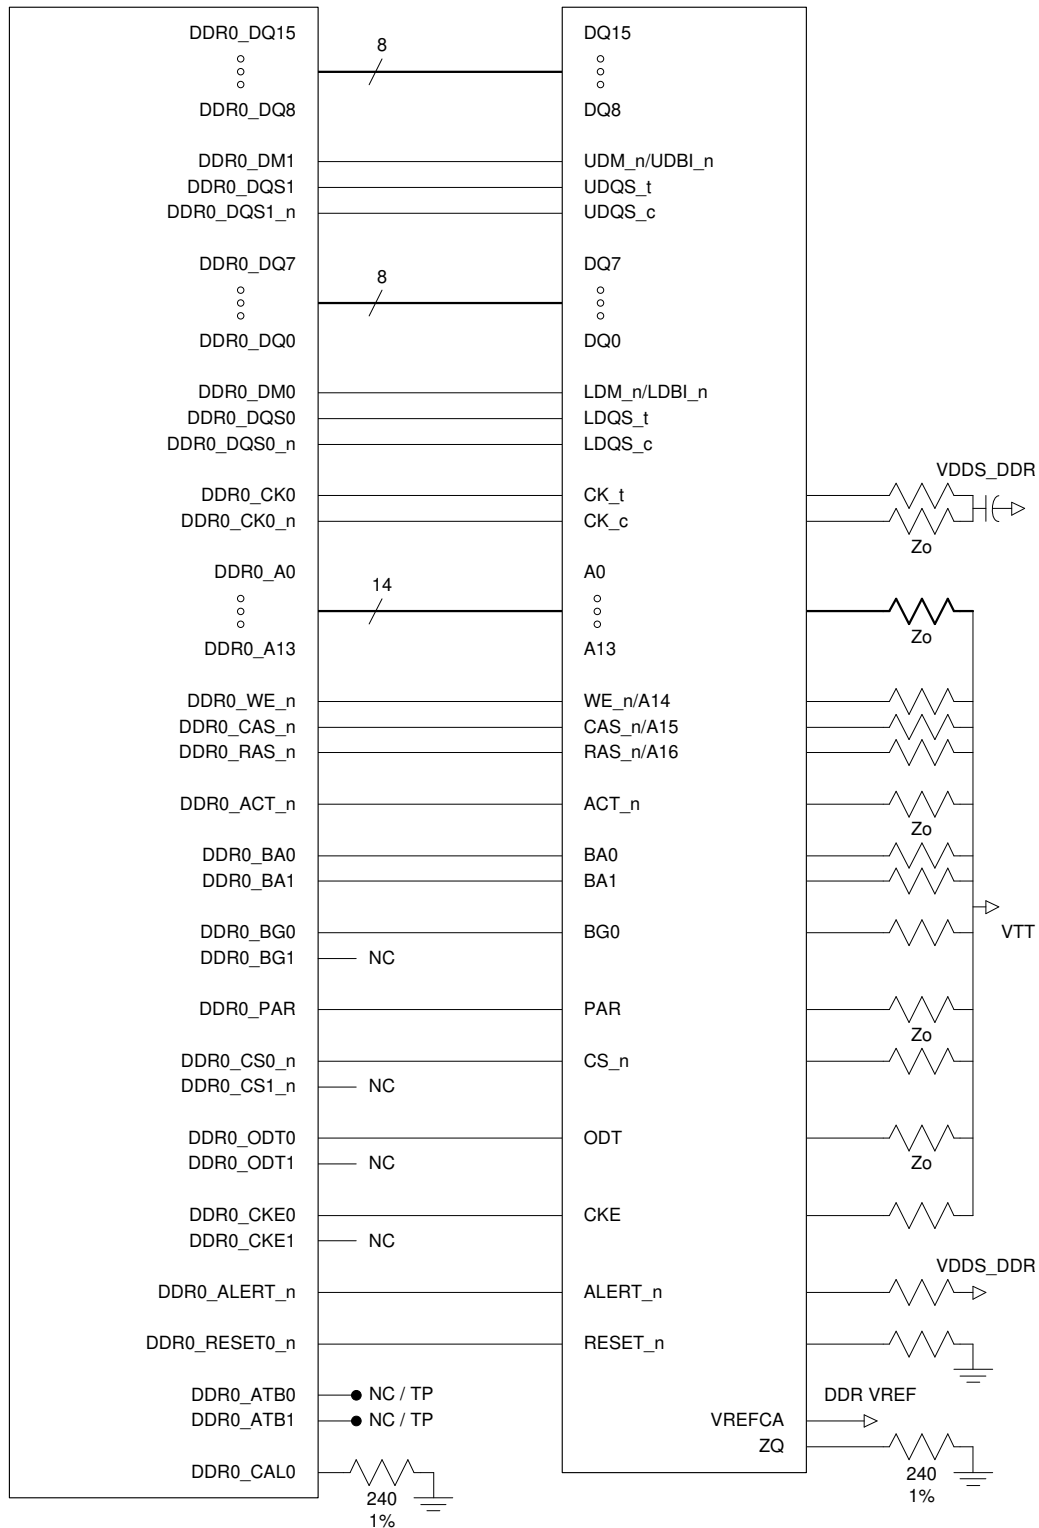 DDR0_DQ15 DQ15
8
DDR0_DQ8 DQ8
DDR0_DM1 UDM_n/UDBI_n
DDR0_DQS1 UDQS_t
DDR0_DQS1_n UDQS_c
DDR0_DQ7 DQ7
8
DDR0_DQ0 DQ0
DDR0_DM0 LDM_n/LDBI_n
DDR0_DQS0 LDQS_t
DDR0_DQS0_n LDQS_c
VDDS_DDR
DDR0_CK0 CK_t
DDR0_CK0_n CK_c
Zo
DDR0_A0 A0
14
Zo
DDR0_A13 A13
DDR0_WE_n WE_n/A14
DDR0_CAS_n CAS_n/A15
DDR0_RAS_n RAS_n/A16
DDR0_ACT_n ACT_n
Zo
DDR0_BA0 BA0
DDR0_BA1 BA1
DDR0_BG0 BG0 VTT
DDR0_BG1 NC
DDR0_PAR PAR
Zo
DDR0_CS0_n CS_n
DDR0_CS1_n NC
DDR0_ODT0 ODT
DDR0_ODT1 NC Zo
DDR0_CKE0 CKE
DDR0_CKE1 NC
VDDS_DDR
DDR0_ALERT_n ALERT_n
DDR0_RESET0_n RESET_n
DDR0_ATB0 NC / TP DDR VREF
DDR0_ATB1 NC / TP VREFCA
ZQ
DDR0_CAL0 240
1%
240
1%